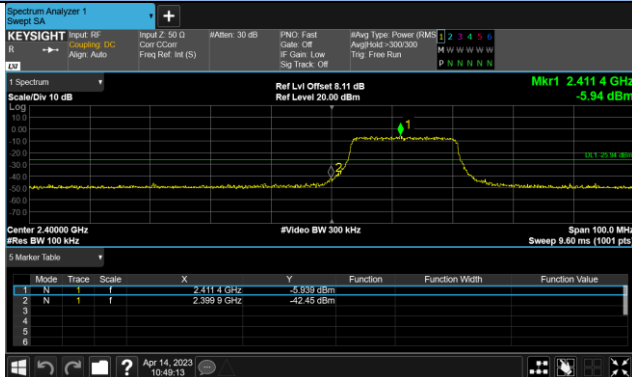 Spectrum Analyzer 1
Swept SA
+
KEYSIGHT Input: RF Input Z: 50 Ω #Atten: 30 dB PNO: Fast #Avg Type: Power (RMS 1 2 3 4 5 6
R Coupling: DC Corr CCorr Gate: Off Avg|Hold:>300/300 M W W W W W
Align: Auto Freq Ref: Int (S) IF Gain: Low Trig: Free Run
LXI Sig Track: Off P N N N N N
1 Spectrum Ref Lvl Offset 8.11 dB Mkr1 2.411 4 GHz
Scale/Div 10 dB Ref Level 20.00 dBm -5.94 dBm
Log
10.0
0.00
-10.0
-20.0
-30.0
-40.0
-50.0
-60.0
-70.0
1
2
DL1 -25.94 dBm
Center 2.40000 GHz #Video BW 300 kHz Span 100.0 MHz
#Res BW 100 kHz Sweep 9.60 ms (1001 pts)
5 Marker Table
Mode Trace Scale X Y Function Function Width Function Value
1 N 1 f 2.411 4 GHz -5.939 dBm
2 N 1 f 2.399 9 GHz -42.45 dBm
3
4
5
6
? Apr 14, 2023
10:49:13